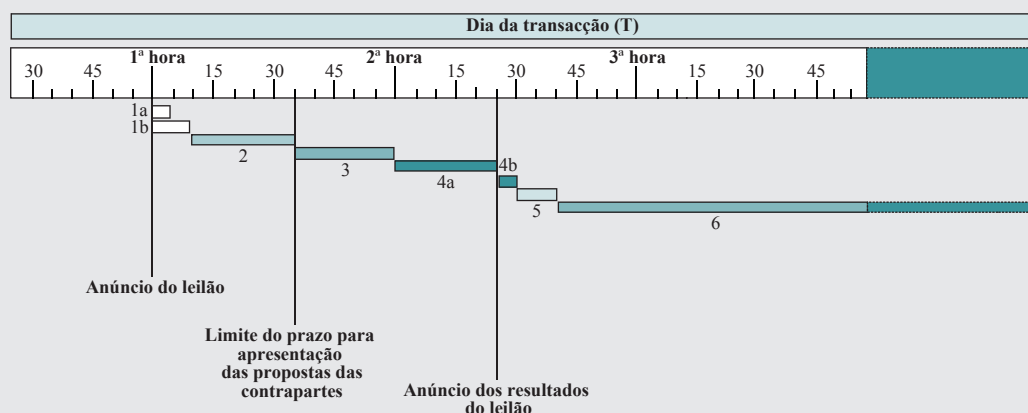 Dia da transacção (T)
1ª hora 2ª hora 3ª hora
30 45 15 30 45 15 30 45 15 30 45
1a
1b
2
3
4a
4b
5
6
Anúncio do leilão
Limite do prazo para
apresentação
das propostas das
contrapartes
Anúncio dos resultados
do leilão